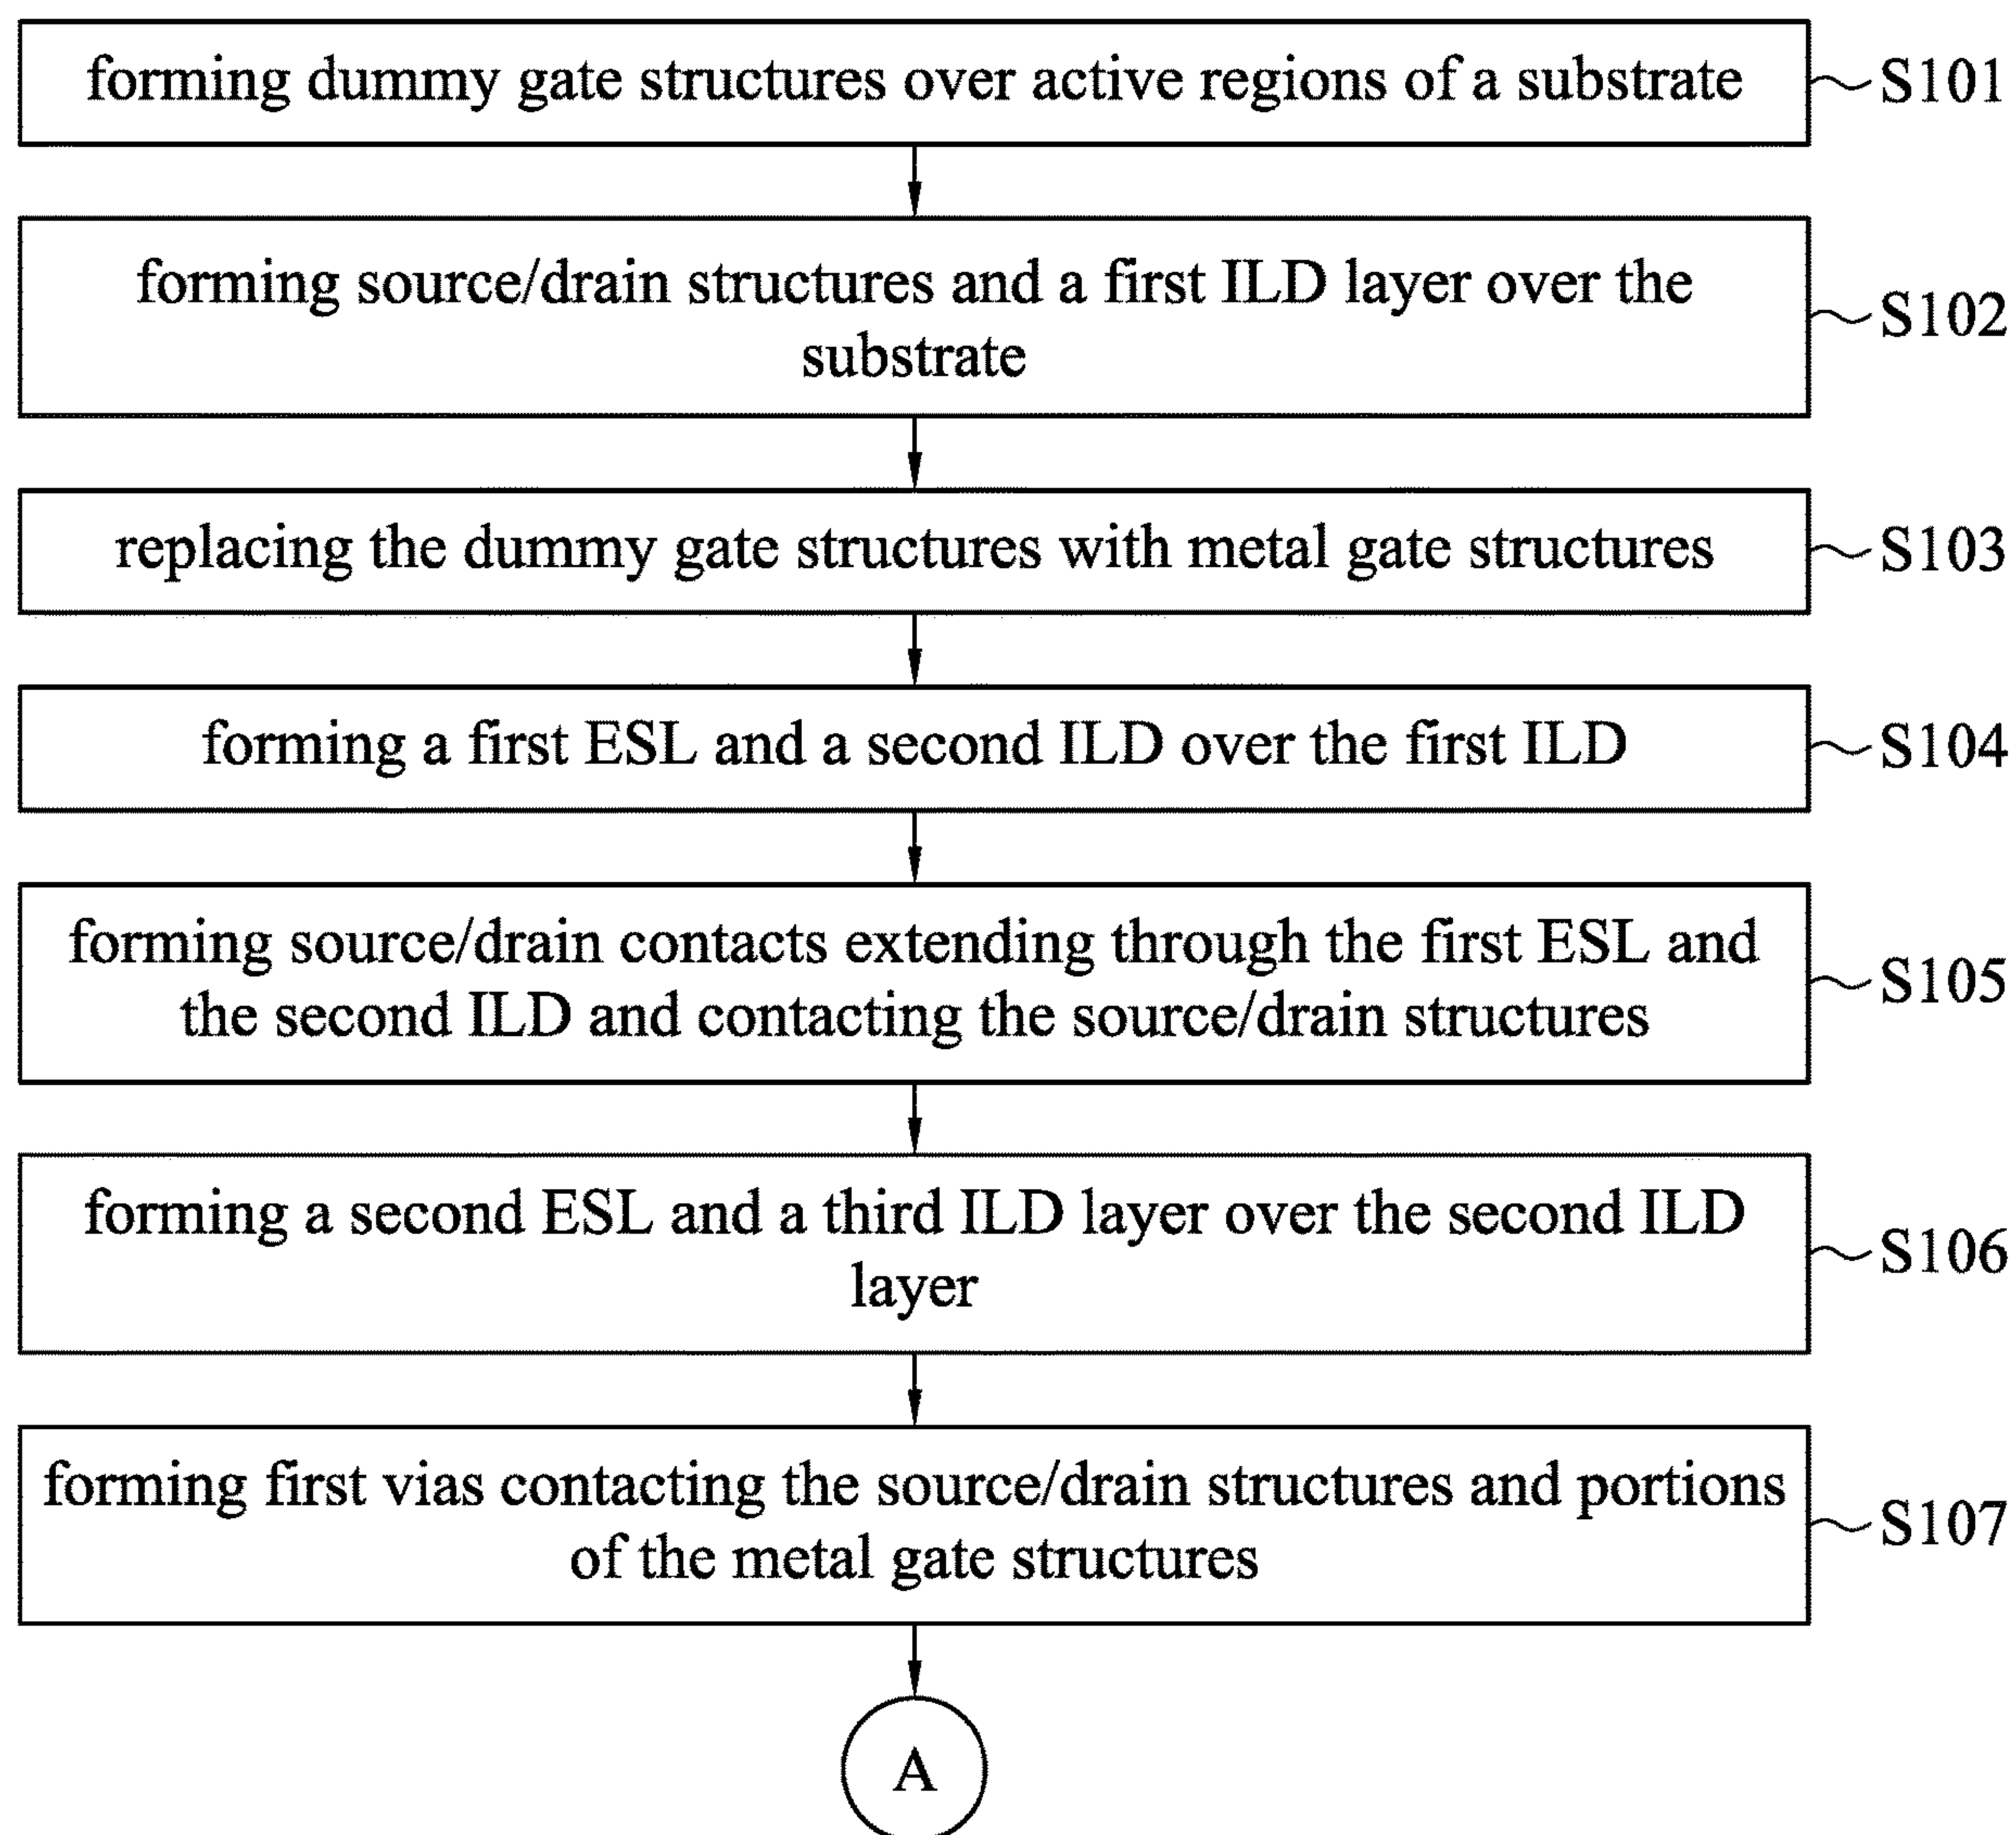 forming dummy gate structures over active regions of a substrate
S101
forming source/drain structures and a first ILD layer over the
substrate
S102
replacing the dummy gate structures with metal gate structures
S103
forming a first ESL and a second ILD over the first ILD
S104
forming source/drain contacts extending through the first ESL and
the second ILD and contacting the source/drain structures
S105
forming a second ESL and a third ILD layer over the second ILD
layer
S106
forming first vias contacting the source/drain structures and portions
of the metal gate structures
S107
A